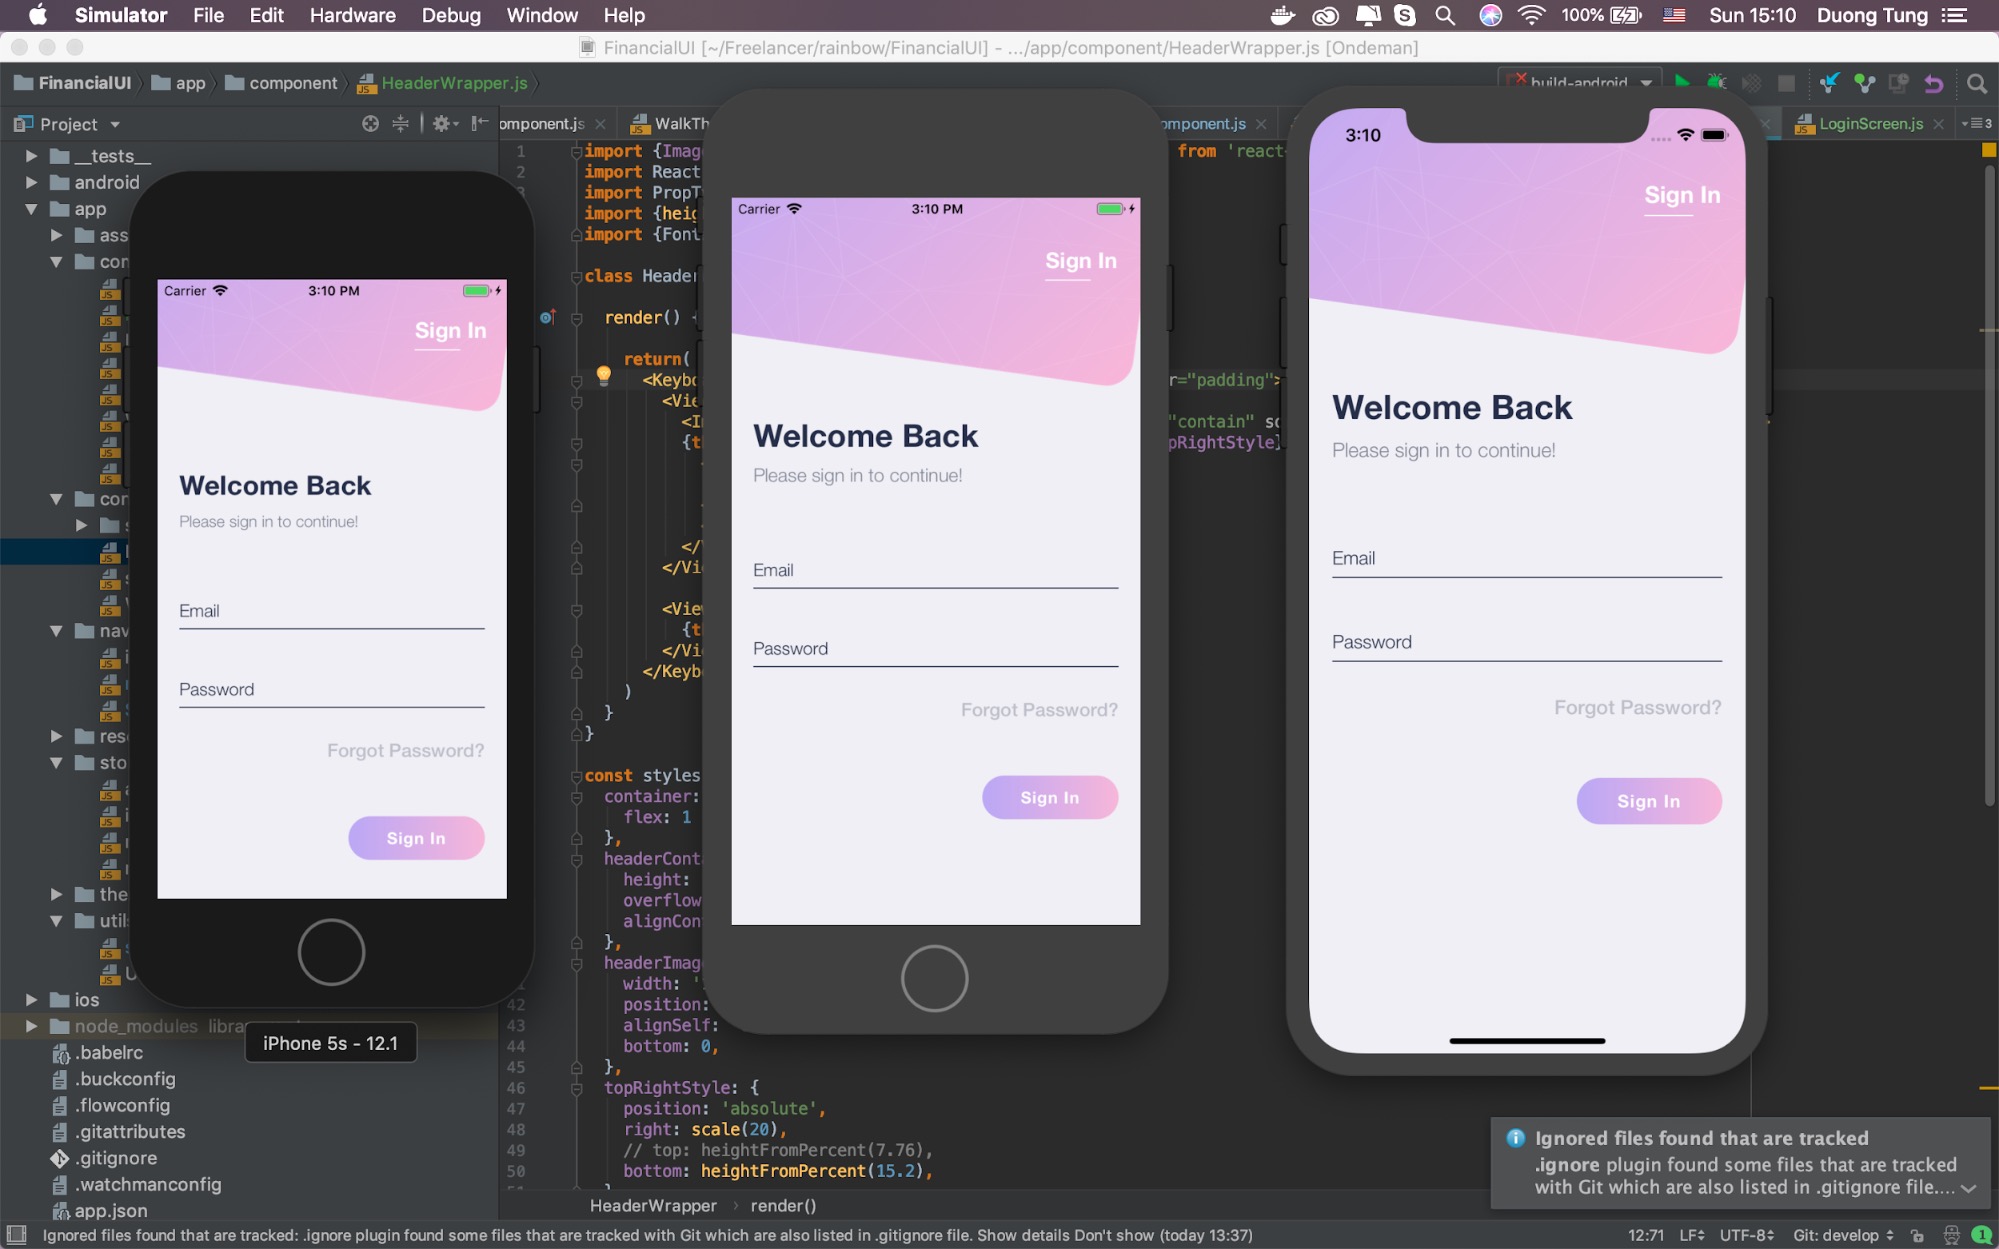 Simulator File Edit Hardware Debug Window Help 100% Sun 15:10 Duong Tung
FinancialUI [~/Freelancer/rainbow/FinancialUI] - .../app/component/HeaderWrapper.js [Ondeman]
FinancialUI app component HeaderWrapper.js build-android
Project omponent.js WalkTh omponent.js LoginScreen.js 3
__tests__
android
app
ass
con
con
nav
res
sto
the
utils
ios
node_modules libra
.babelrc
.buckconfig
.flowconfig
.gitattributes
.gitignore
.watchmanconfig
app.json
1 import {Imag from 'react-
2 import React
import PropT
import {heig
import {Font
class Header
render() {
return(
<Keybo r="padding">
<Vie
<I "contain" so
{th pRightStyle}
</
</Vie
<View
{th
</Vie
</Keybo
)
}
}
const styles
container:
flex: 1
},
headerConta
height:
overflow
alignCon
},
headerImag
width: '
42 position:
43 alignSelf:
44 bottom: 0,
45 },
46 topRightStyle: {
47 position: 'absolute',
48 right: scale(20),
49 // top: heightFromPercent(7.76),
50 bottom: heightFromPercent(15.2),
HeaderWrapper render()
Carrier 3:10 PM
Sign In
Welcome Back
Please sign in to continue!
Email
Password
Forgot Password?
Sign In
iPhone 5s - 12.1
Carrier 3:10 PM
Sign In
Welcome Back
Please sign in to continue!
Email
Password
Forgot Password?
Sign In
3:10
Sign In
Welcome Back
Please sign in to continue!
Email
Password
Forgot Password?
Sign In
Ignored files found that are tracked
.ignore plugin found some files that are tracked
with Git which are also listed in .gitignore file....
Ignored files found that are tracked: .ignore plugin found some files that are tracked with Git which are also listed in .gitignore file. Show details Don't show (today 13:37) 12:71 LF UTF-8 Git: develop 1